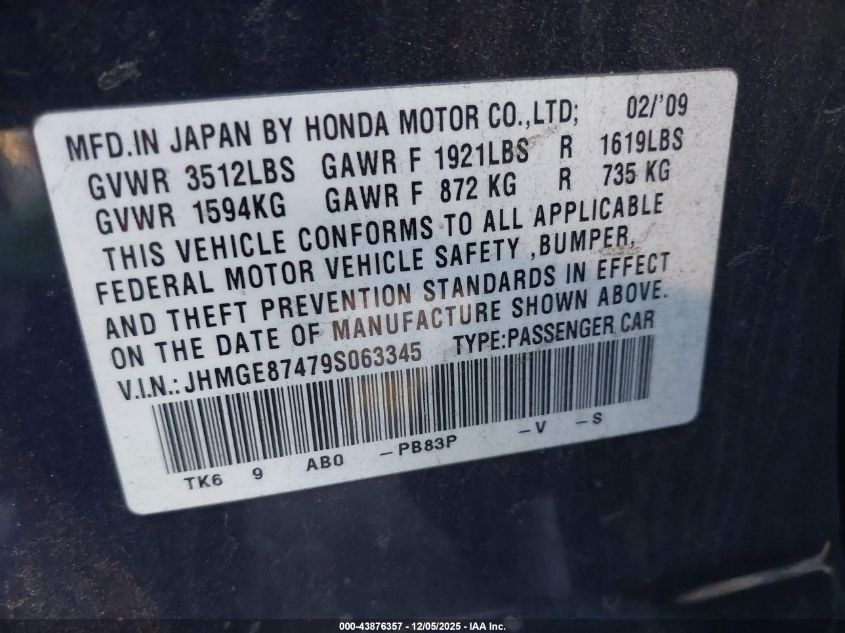 MFD.IN JAPAN BY HONDA MOTOR CO.,LTD; 02/'09
GVWR 3512LBS GAWR F 1921LBS R 1619LBS
GVWR 1594KG GAWR F 872 KG R 735 KG
THIS VEHICLE CONFORMS TO ALL APPLICABLE
FEDERAL MOTOR VEHICLE SAFETY ,BUMPER,
AND THEFT PREVENTION STANDARDS IN EFFECT
ON THE DATE OF MANUFACTURE SHOWN ABOVE.
V.I.N.: JHMGE87479S063345 TYPE:PASSENGER CAR
TK6 9 AB0 -PB83P -V -S
000-43876357 - 12/05/2025 - IAA Inc.